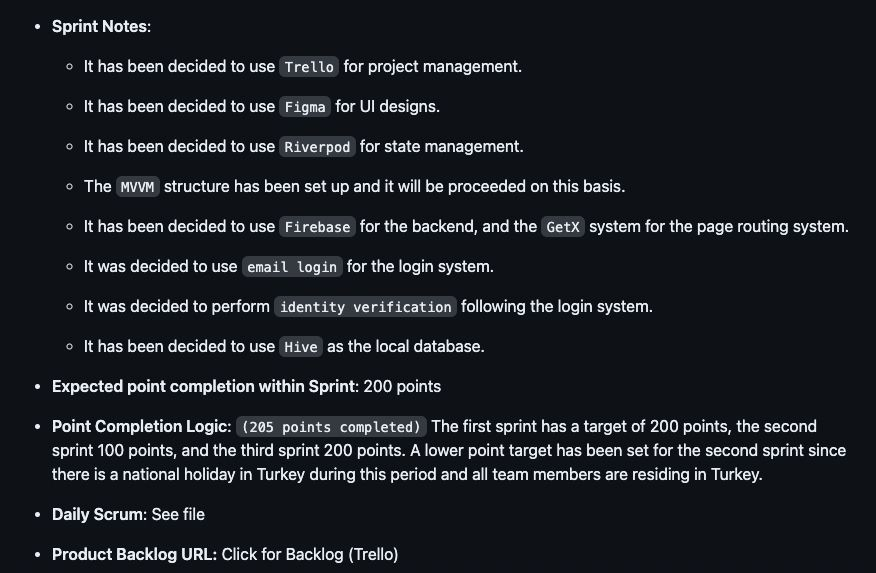 Sprint Notes:
It has been decided to use Trello for project management.
It has been decided to use Figma for UI designs.
It has been decided to use Riverpod for state management.
The MVVM structure has been set up and it will be proceeded on this basis.
It has been decided to use Firebase for the backend, and the GetX system for the page routing system.
It was decided to use email login for the login system.
It was decided to perform identity verification following the login system.
It has been decided to use Hive as the local database.
Expected point completion within Sprint: 200 points
Point Completion Logic: (205 points completed) The first sprint has a target of 200 points, the second
sprint 100 points, and the third sprint 200 points. A lower point target has been set for the second sprint since
there is a national holiday in Turkey during this period and all team members are residing in Turkey.
Daily Scrum: See file
Product Backlog URL: Click for Backlog (Trello)